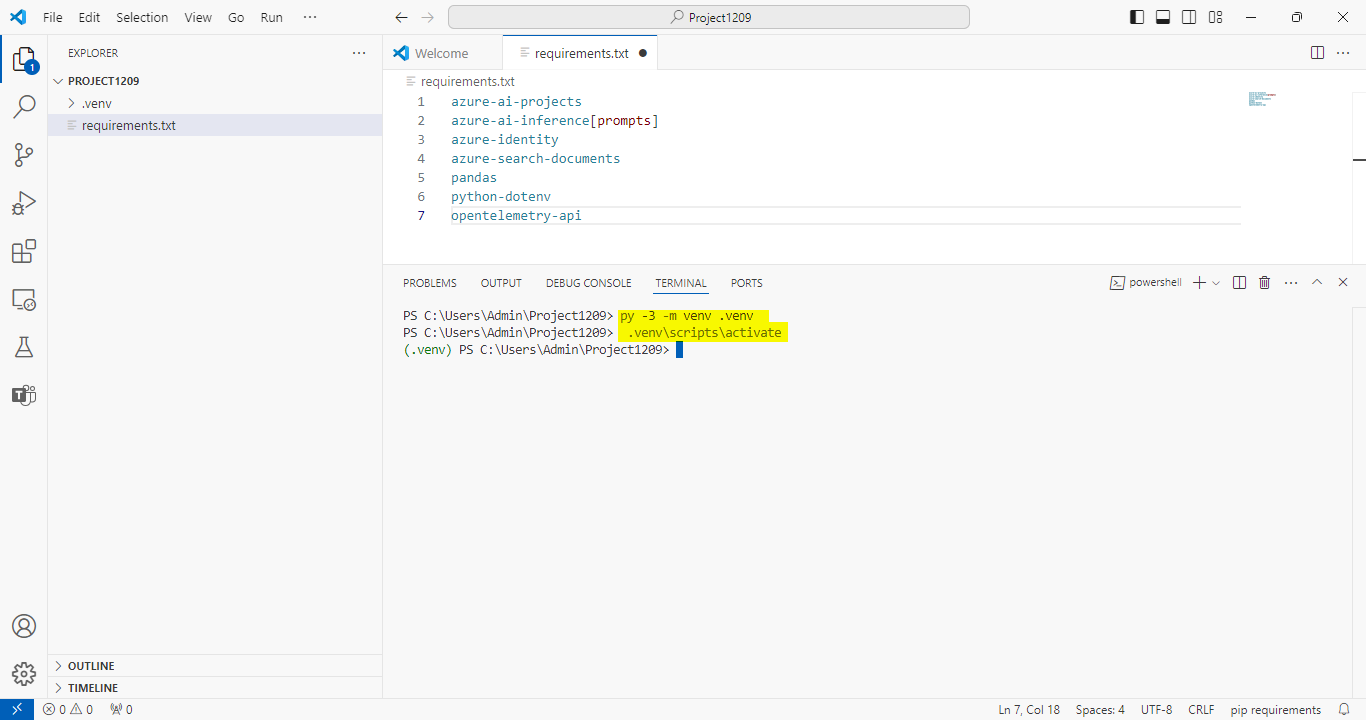 File Edit Selection View Go Run ··· Project1209
EXPLORER ···
PROJECT1209
.venv
requirements.txt
OUTLINE
TIMELINE
1
Welcome requirements.txt
requirements.txt
1 azure-ai-projects
2 azure-ai-inference[prompts]
3 azure-identity
4 azure-search-documents
5 pandas
6 python-dotenv
7 opentelemetry-api
PROBLEMS OUTPUT DEBUG CONSOLE TERMINAL PORTS powershell
PS C:\Users\Admin\Project1209> py -3 -m venv .venv
PS C:\Users\Admin\Project1209> .venv\scripts\activate
(.venv) PS C:\Users\Admin\Project1209>
0 0 0 Ln 7, Col 18 Spaces: 4 UTF-8 CRLF pip requirements